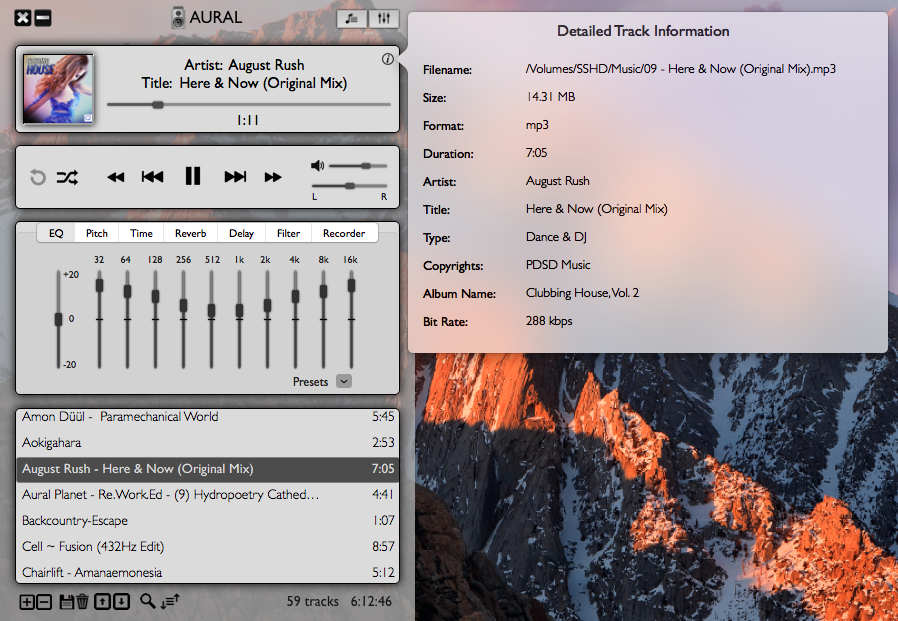 AURAL
HOUSE
Artist: August Rush
Title: Here & Now (Original Mix)
1:11
L R
EQ Pitch Time Reverb Delay Filter Recorder
32 64 128 256 512 1k 2k 4k 8k 16k
+20
0
-20
Presets
Amon Düül - Paramechanical World 5:45
Aokigahara 2:53
August Rush - Here & Now (Original Mix) 7:05
Aural Planet - Re.Work.Ed - (9) Hydropoetry Cathed… 4:41
Backcountry-Escape 1:07
Cell ~ Fusion (432Hz Edit) 8:57
Chairlift - Amanaemonesia 5:12
59 tracks 6:12:46
Detailed Track Information
Filename: /Volumes/SSHD/Music/09 - Here & Now (Original Mix).mp3
Size: 14.31 MB
Format: mp3
Duration: 7:05
Artist: August Rush
Title: Here & Now (Original Mix)
Type: Dance & DJ
Copyrights: PDSD Music
Album Name: Clubbing House, Vol. 2
Bit Rate: 288 kbps